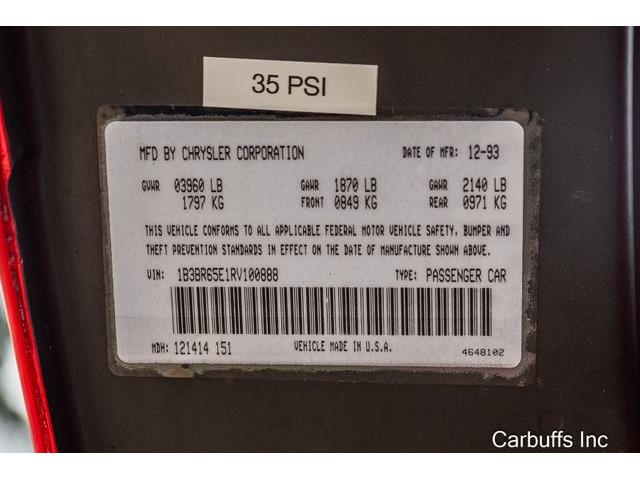 35 PSI
MFD BY CHRYSLER CORPORATION DATE OF MFR: 12-93
GVWR 03960 LB GAWR 1870 LB GAWR 2140 LB
1797 KG FRONT 0849 KG REAR 0971 KG
THIS VEHICLE CONFORMS TO ALL APPLICABLE FEDERAL MOTOR VEHICLE SAFETY, BUMPER AND
THEFT PREVENTION STANDARDS IN EFFECT ON THE DATE OF MANUFACTURE SHOWN ABOVE.
VIN: 1B3BR65E1RV100888 TYPE: PASSENGER CAR
MDH: 121414 151 VEHICLE MADE IN U.S.A. 4648102
Carbuffs Inc